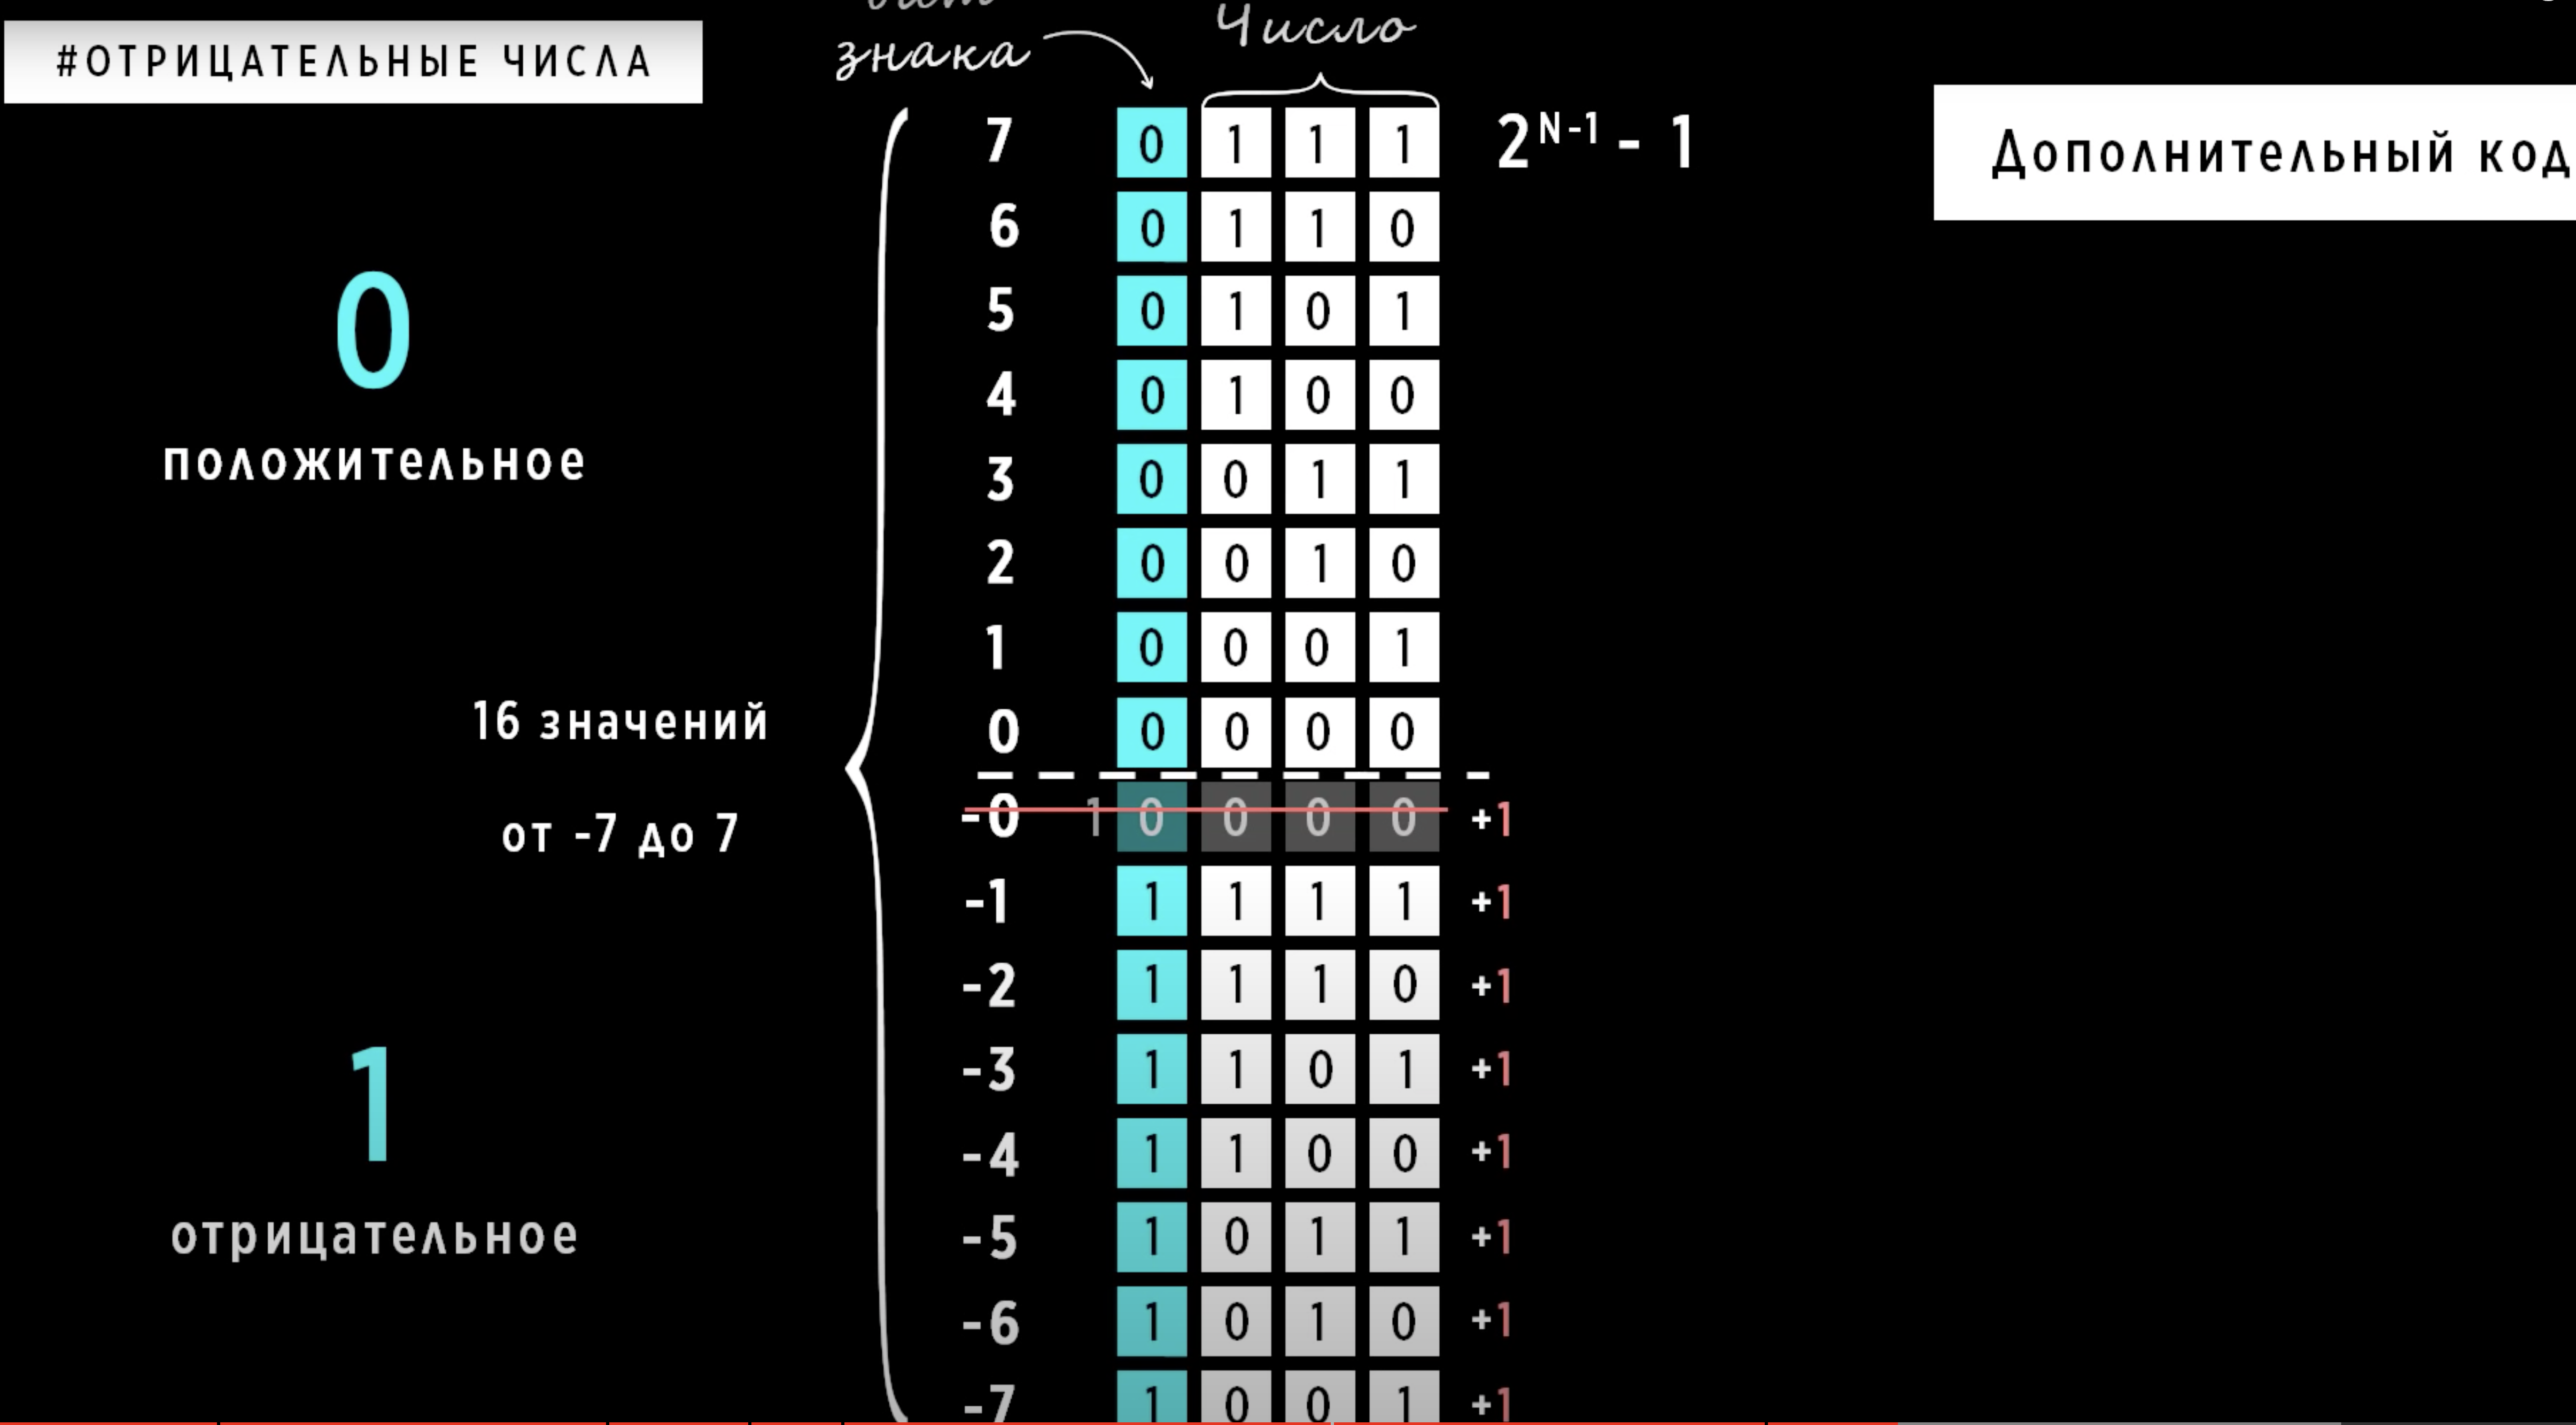 #ОТРИЦАТЕЛЬНЫЕ ЧИСЛА
знака
Число
Дополнительный код
7 0 1 1 1 2^N-1 - 1
6 0 1 1 0
5 0 1 0 1
4 0 1 0 0
3 0 0 1 1
2 0 0 1 0
1 0 0 0 1
0 0 0 0 0
-0 1 0 0 0 0 +1
-1 1 1 1 1 +1
-2 1 1 1 0 +1
-3 1 1 0 1 +1
-4 1 1 0 0 +1
-5 1 0 1 1 +1
-6 1 0 1 0 +1
-7 1 0 0 1 +1
0
положительное
16 значений
от -7 до 7
1
отрицательное